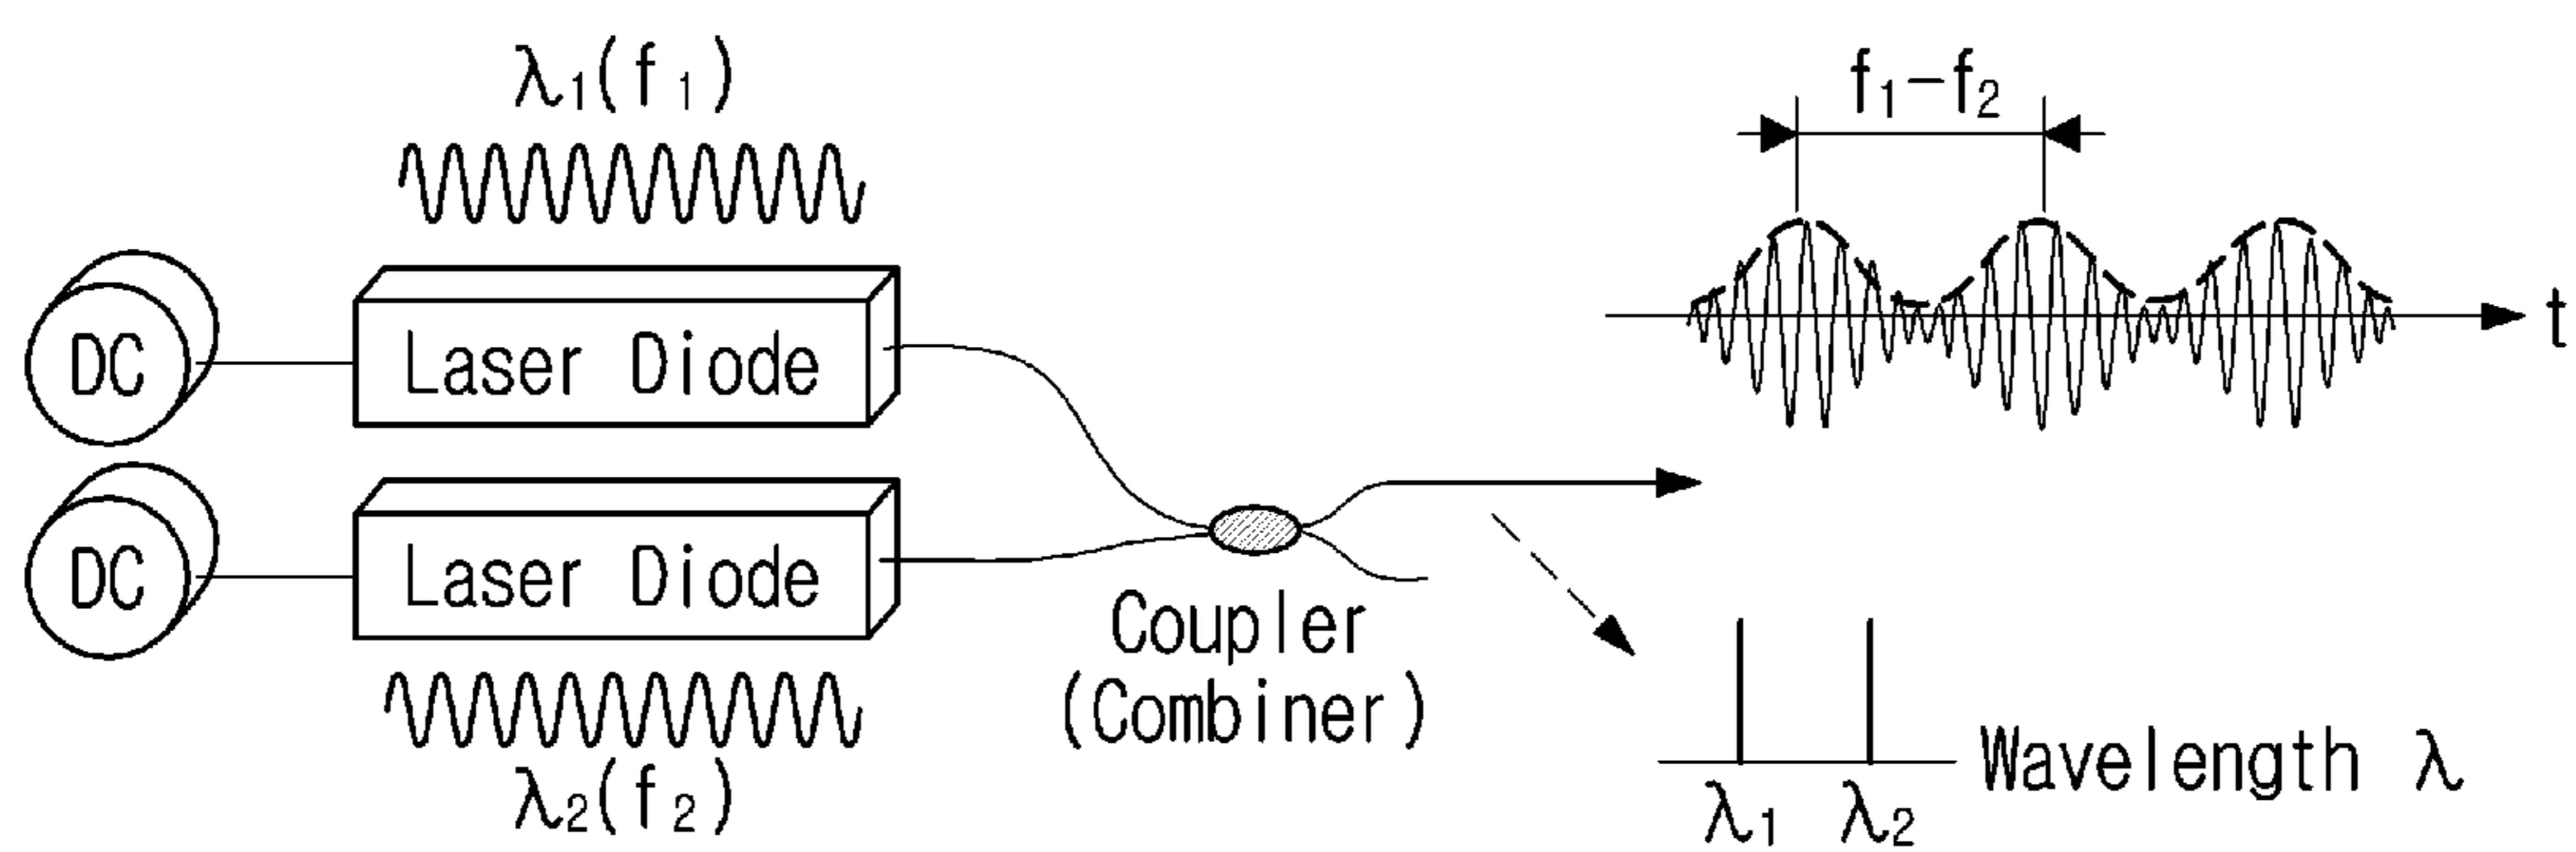 λ1(f1)
DC
Laser Diode
DC
Laser Diode
λ2(f2)
Coupler
(Combiner)
f1-f2
t
Wavelength λ
λ1
λ2